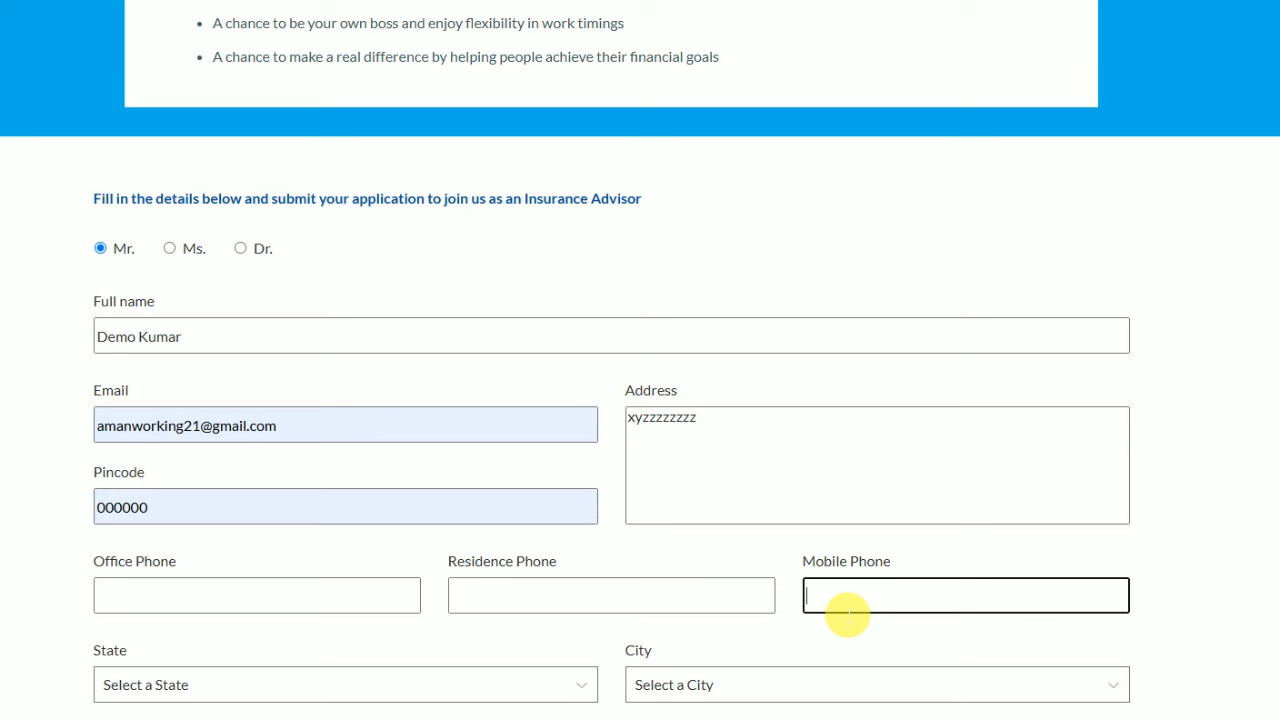 A chance to be your own boss and enjoy flexibility in work timings
A chance to make a real difference by helping people achieve their financial goals
Fill in the details below and submit your application to join us as an Insurance Advisor
Mr. Ms. Dr.
Full name
Demo Kumar
Email
amanworking21@gmail.com
Address
xyzzzzzzzz
Pincode
000000
Office Phone Residence Phone Mobile Phone
State City
Select a State Select a City